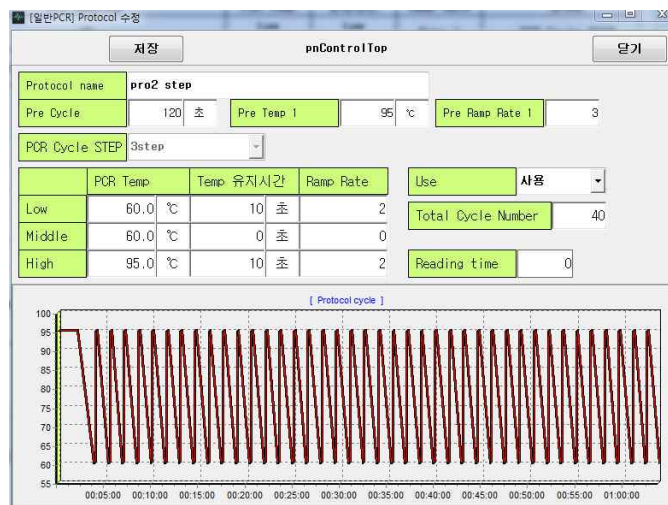 [일반PCR] Protocol 수정
저장 pnControlTop 닫기
Protocol name pro2 step
Pre Cycle 120 초 Pre Temp 1 95 ℃ Pre Ramp Rate 1 3
PCR Cycle STEP 3step
PCR Temp Temp 유지시간 Ramp Rate Use 사용
Low 60.0 ℃ 10 초 2 Total Cycle Number 40
Middle 60.0 ℃ 0 초 0
High 95.0 ℃ 10 초 2 Reading time 0
[ Protocol cycle ]
100
95
90
85
80
75
70
65
60
55
00:05:00 00:10:00 00:15:00 00:20:00 00:25:00 00:30:00 00:35:00 00:40:00 00:45:00 00:50:00 00:55:00 01:00:00